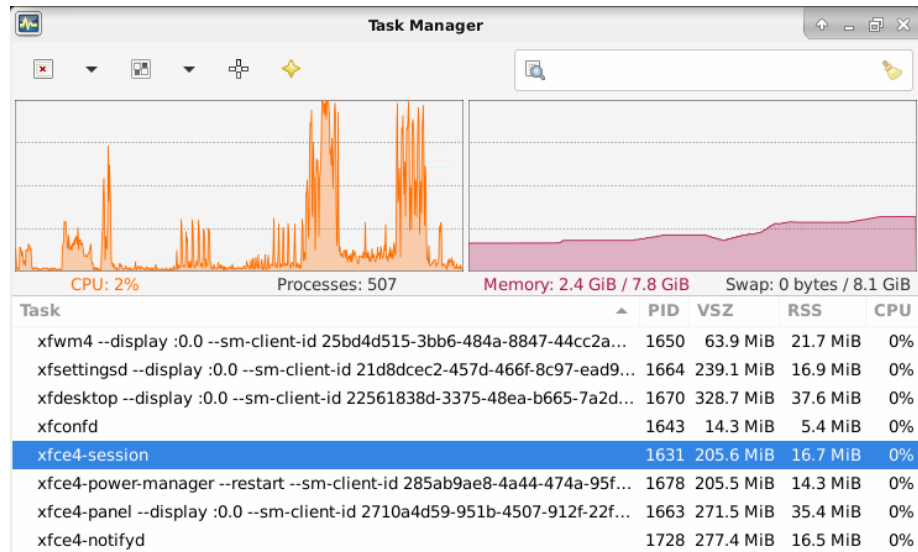 Task Manager
CPU: 2% Processes: 507 Memory: 2.4 GiB / 7.8 GiB Swap: 0 bytes / 8.1 GiB
Task PID VSZ RSS CPU
xfwm4 --display :0.0 --sm-client-id 25bd4d515-3bb6-484a-8847-44cc2a... 1650 63.9 MiB 21.7 MiB 0%
xfsettingsd --display :0.0 --sm-client-id 21d8dcec2-457d-466f-8c97-ead9... 1664 239.1 MiB 16.9 MiB 0%
xfdesktop --display :0.0 --sm-client-id 22561838d-3375-48ea-b665-7a2d... 1670 328.7 MiB 37.6 MiB 0%
xfconfd 1643 14.3 MiB 5.4 MiB 0%
xfce4-session 1631 205.6 MiB 16.7 MiB 0%
xfce4-power-manager --restart --sm-client-id 285ab9ae8-4a44-474a-95f... 1678 205.5 MiB 14.3 MiB 0%
xfce4-panel --display :0.0 --sm-client-id 2710a4d59-951b-4507-912f-22f... 1663 271.5 MiB 35.4 MiB 0%
xfce4-notifyd 1728 277.4 MiB 16.5 MiB 0%